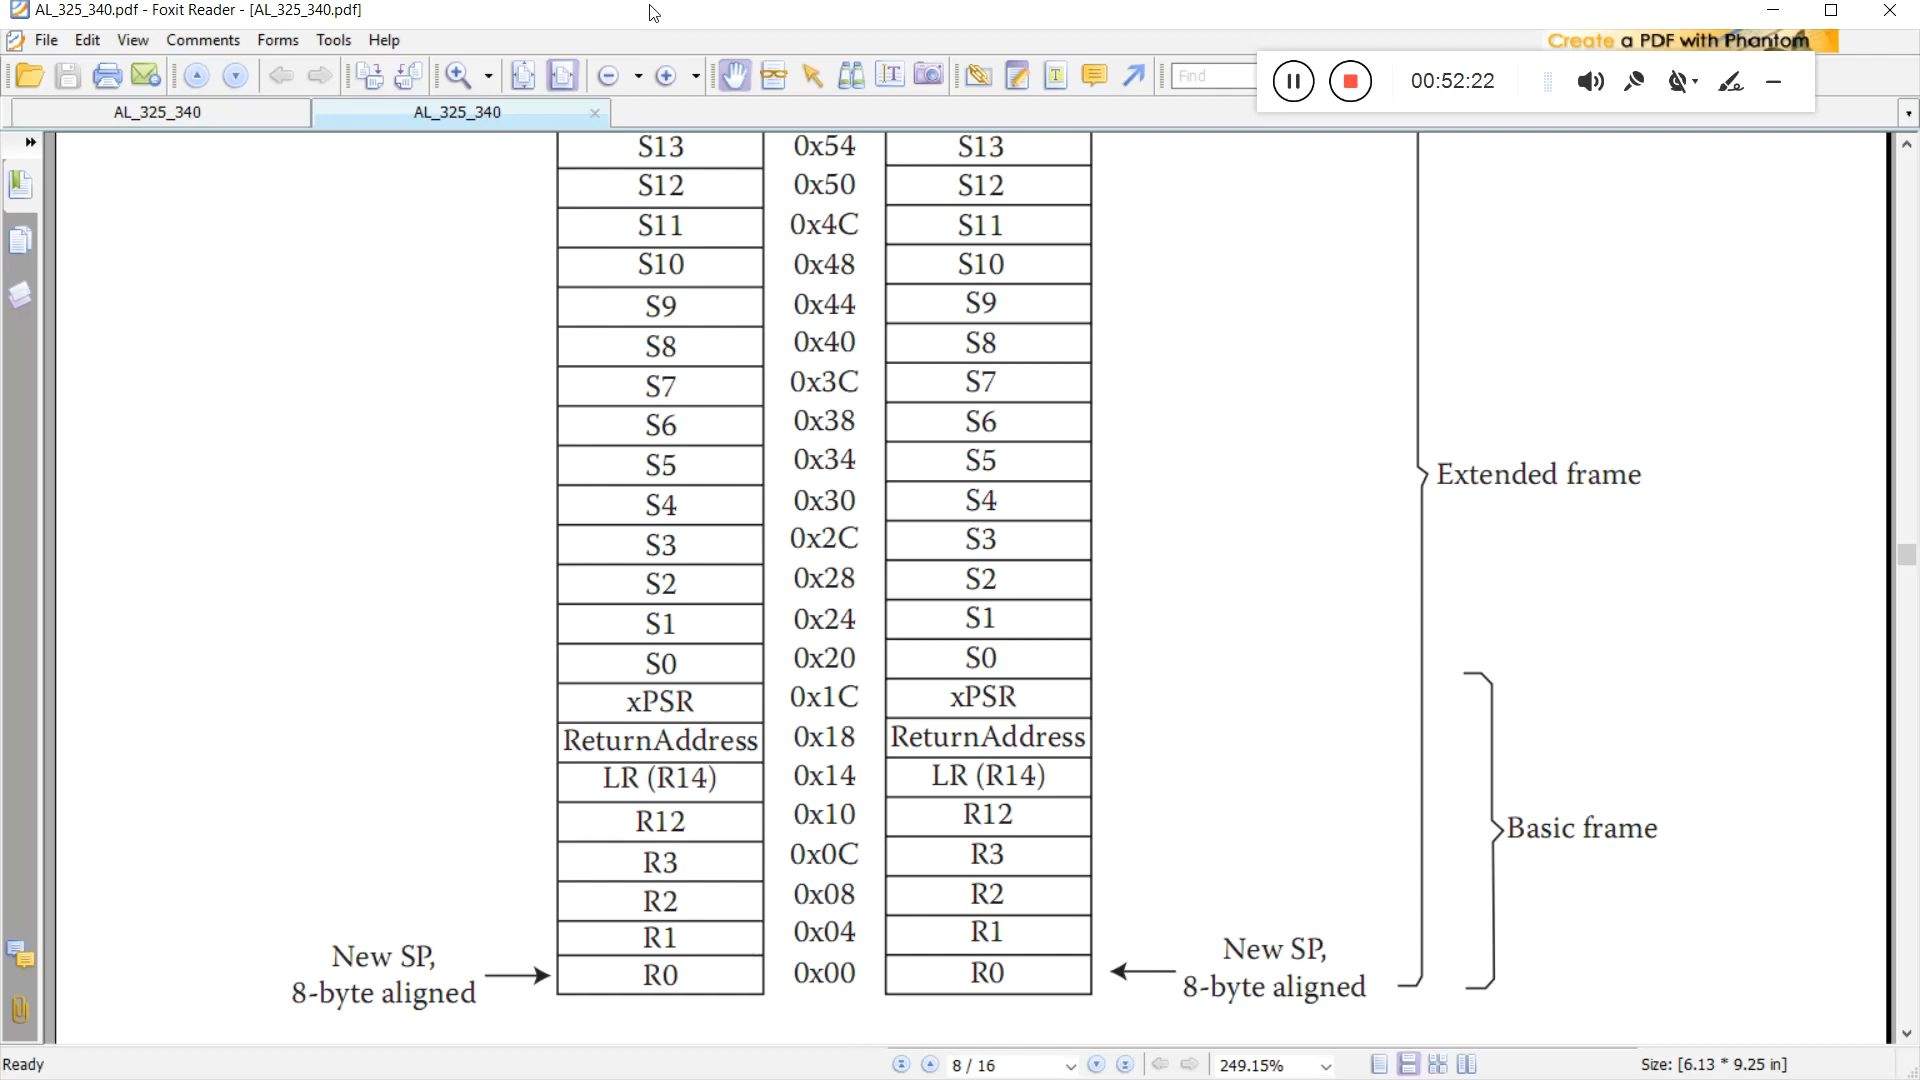 AL_325_340.pdf - Foxit Reader - [AL_325_340.pdf]
File Edit View Comments Forms Tools Help
Create a PDF with Phantom
Find
00:52:22
AL_325_340 AL_325_340
S13 0x54 S13
S12 0x50 S12
S11 0x4C S11
S10 0x48 S10
S9 0x44 S9
S8 0x40 S8
S7 0x3C S7
S6 0x38 S6
S5 0x34 S5
Extended frame
S4 0x30 S4
S3 0x2C S3
S2 0x28 S2
S1 0x24 S1
S0 0x20 S0
xPSR 0x1C xPSR
ReturnAddress 0x18 ReturnAddress
LR (R14) 0x14 LR (R14)
R12 0x10 R12
Basic frame
R3 0x0C R3
R2 0x08 R2
R1 0x04 R1
New SP,
8-byte aligned
R0 0x00 R0
New SP,
8-byte aligned
Ready
8 / 16
249.15%
Size: [6.13 * 9.25 in]